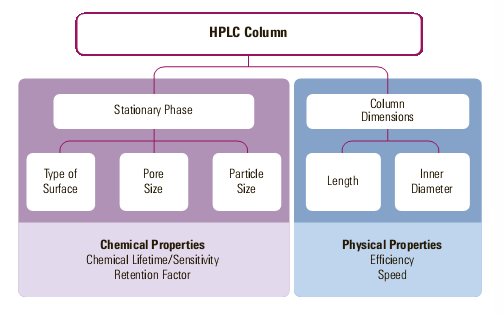 HPLC Column
Stationary Phase
Column
Dimensions
Type of
Surface
Pore
Size
Particle
Size
Length
Inner
Diameter
Chemical Properties
Chemical Lifetime/Sensitivity
Retention Factor
Physical Properties
Efficiency
Speed